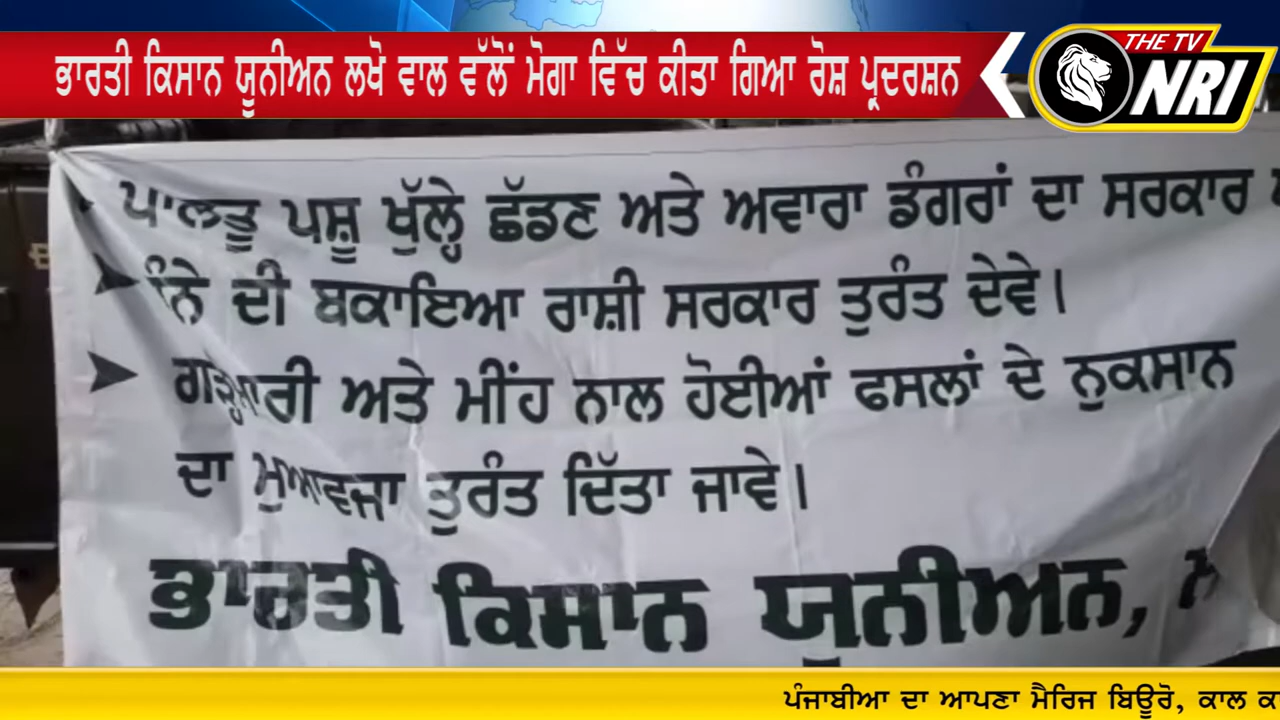 ਭਾਰਤੀ ਕਿਸਾਨ ਯੂਨੀਅਨ ਲਖੋ ਵਾਲ ਵੱਲੋਂ ਮੋਗਾ ਵਿੱਚ ਕੀਤਾ ਗਿਆ ਰੋਸ਼ ਪ੍ਰਦਰਸ਼ਨ
THE TV
NRI
ਪਾਲਤੂ ਪਸ਼ੂ ਖੁੱਲ੍ਹੇ ਛੱਡਣ ਅਤੇ ਅਵਾਰਾ ਡੰਗਰਾਂ ਦਾ ਸਰਕਾਰ
ਦੀ ਬਕਾਇਆ ਰਾਸ਼ੀ ਸਰਕਾਰ ਤੁਰੰਤ ਦੇਵੇ।
ਗੜ੍ਹੇਮਾਰੀ ਅਤੇ ਮੀਂਹ ਨਾਲ ਹੋਈਆਂ ਫਸਲਾਂ ਦੇ ਨੁਕਸਾਨ
ਦਾ ਮੁਆਵਜਾ ਤੁਰੰਤ ਦਿੱਤਾ ਜਾਵੇ।
ਭਾਰਤੀ ਕਿਸਾਨ ਯੂਨੀਅਨ,
ਪੰਜਾਬੀਆ ਦਾ ਆਪਣਾ ਮੈਰਿਜ ਬਿਊਰੋ, ਕਾਲ